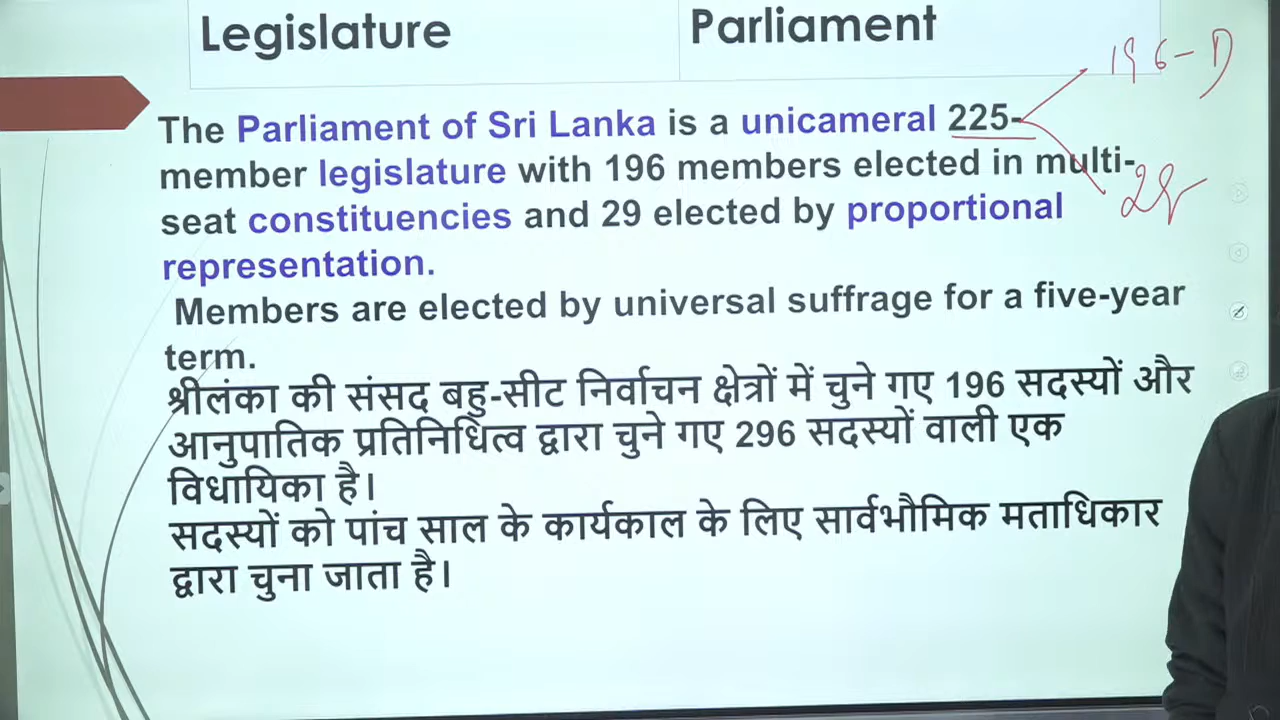 Legislature
Parliament
196-D
The Parliament of Sri Lanka is a unicameral 225-
member legislature with 196 members elected in multi-
29
seat constituencies and 29 elected by proportional
representation.
Members are elected by universal suffrage for a five-year
term.
श्रीलंका की संसद बहु-सीट निर्वाचन क्षेत्रों में चुने गए 196 सदस्यों और
आनुपातिक प्रतिनिधित्व द्वारा चुने गए 296 सदस्यों वाली एक
विधायिका है।
सदस्यों को पांच साल के कार्यकाल के लिए सार्वभौमिक मताधिकार
द्वारा चुना जाता है।